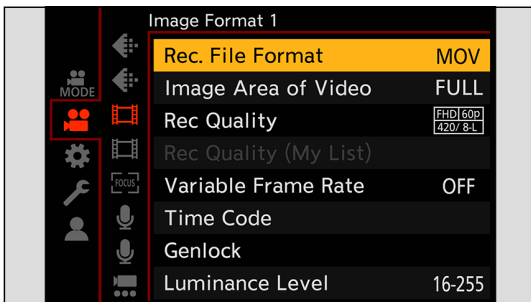 Image Format 1
Rec. File Format MOV
MODE
Image Area of Video FULL
Rec Quality FHD 60p
420/8-L
Rec Quality (My List)
FOCUS
Variable Frame Rate OFF
Time Code
Genlock
Luminance Level 16-255